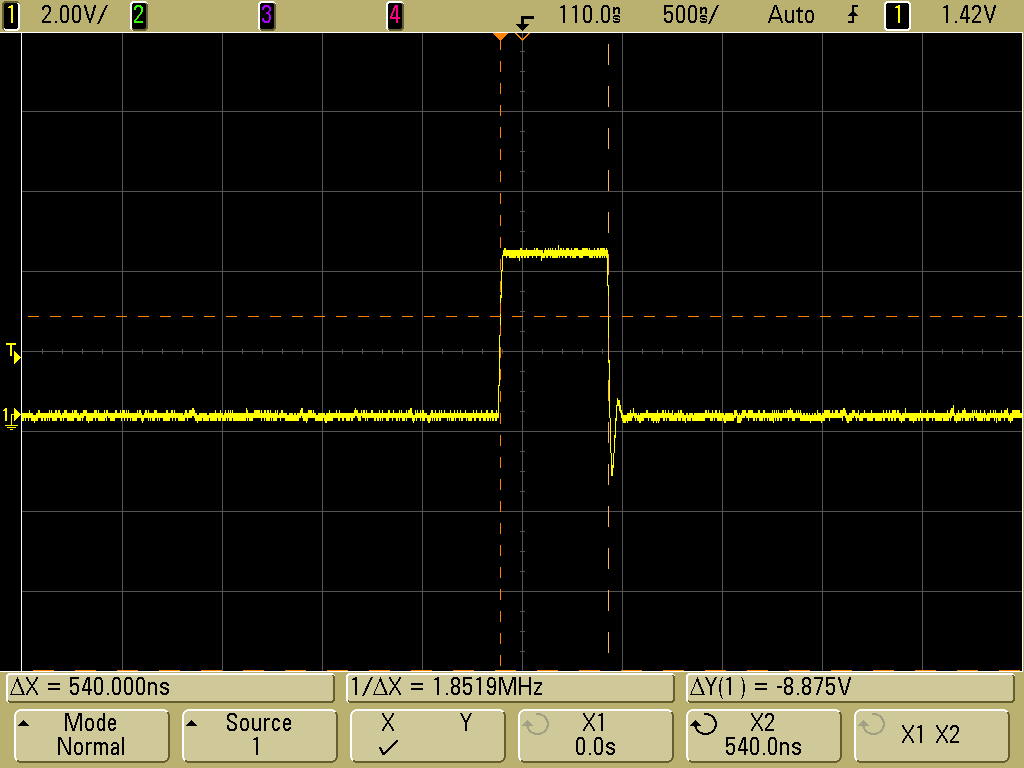 1 2.00V/ 2 3 4 110.0ns 500ns/ Auto 1 1.42V
T
1
ΔX = 540.000ns 1/ΔX = 1.8519MHz ΔY(1) = -8.875V
Mode Source X Y X1 X2 X1 X2
Normal 1 ✓ 0.0s 540.0ns